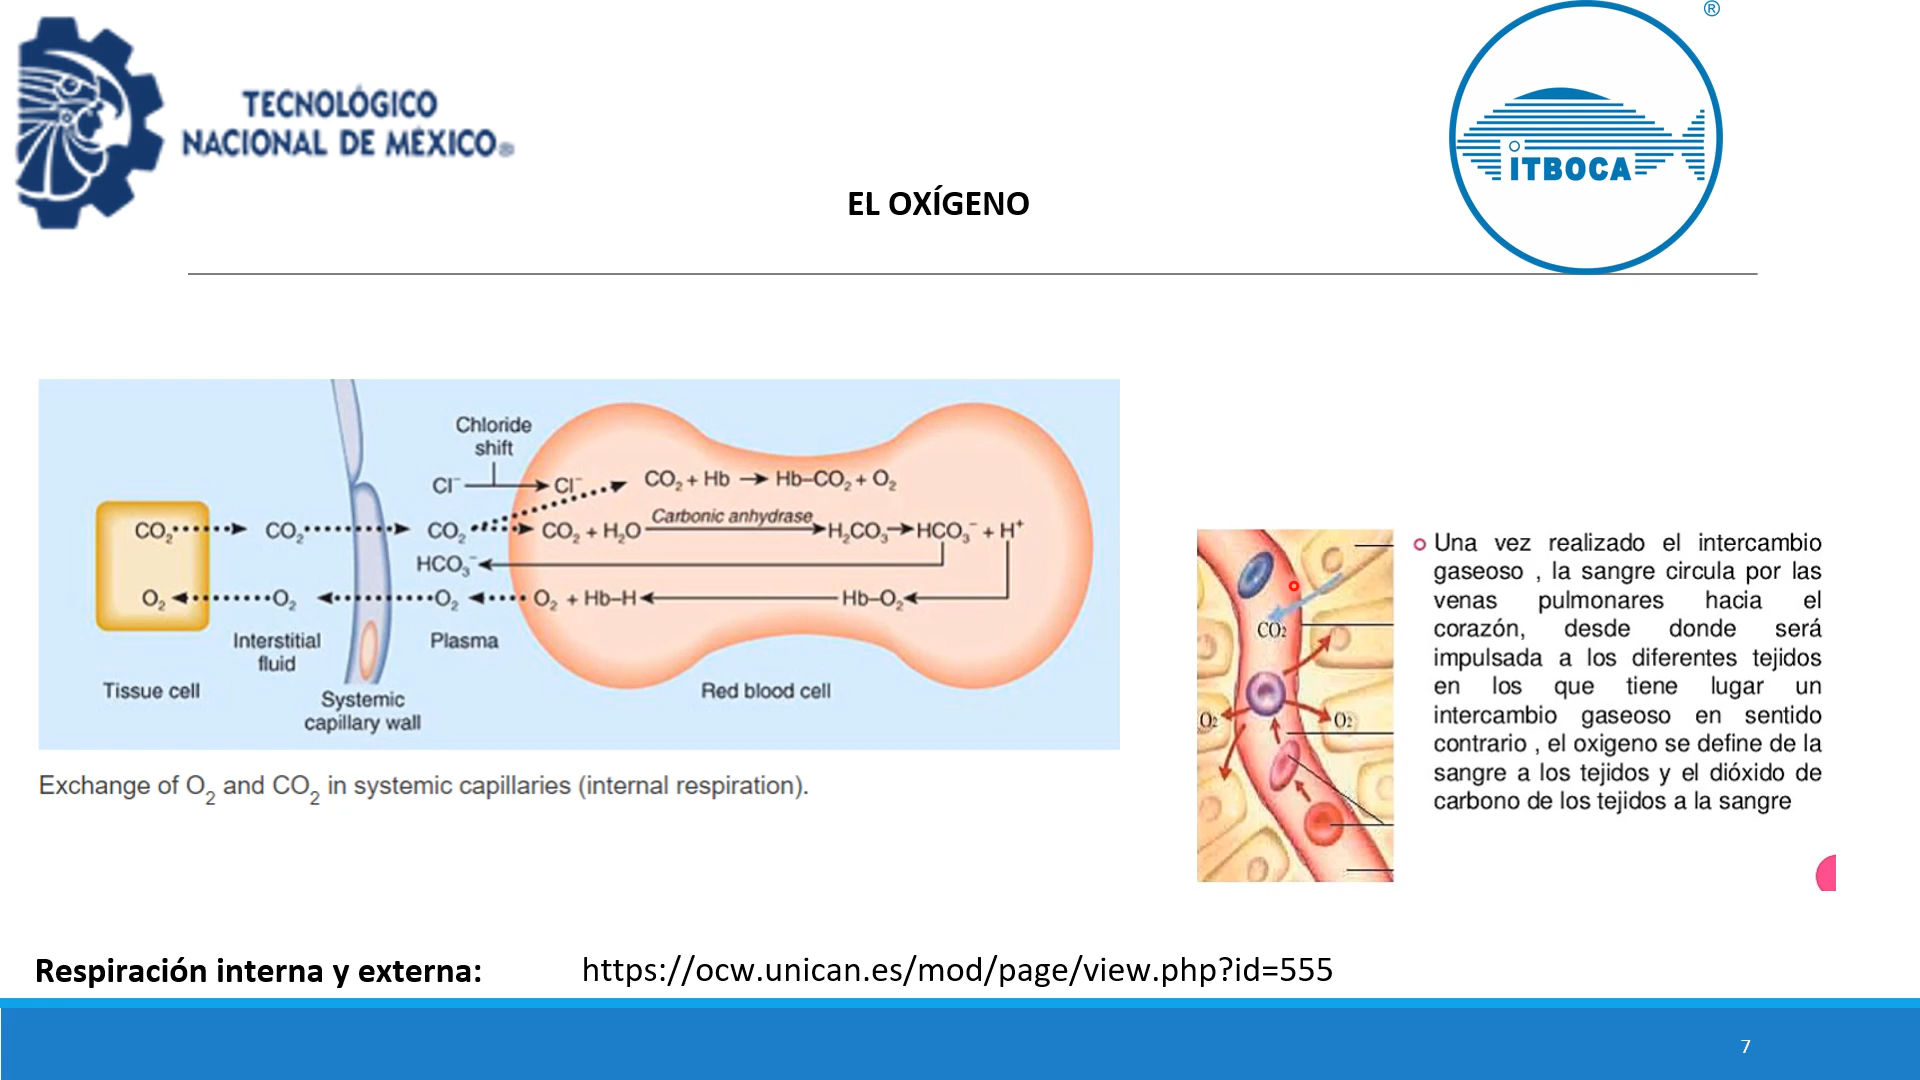 TECNOLÓGICO
NACIONAL DE MÉXICO®
®
ITBOCA
EL OXÍGENO
Chloride
shift
Cl⁻ Cl⁻
CO₂ + Hb → Hb–CO₂ + O₂
Carbonic anhydrase
CO₂ CO₂ CO₂ CO₂ + H₂O H₂CO₃ → HCO₃⁻ + H⁺
HCO₃⁻
O₂ O₂ O₂ O₂ + Hb–H Hb–O₂
Interstitial
fluid
Plasma
Tissue cell
Systemic
capillary wall
Red blood cell
Exchange of O₂ and CO₂ in systemic capillaries (internal respiration).
CO₂
O₂ O₂
Una vez realizado el intercambio
gaseoso , la sangre circula por las
venas pulmonares hacia el
corazón, desde donde será
impulsada a los diferentes tejidos
en los que tiene lugar un
intercambio gaseoso en sentido
contrario , el oxigeno se define de la
sangre a los tejidos y el dióxido de
carbono de los tejidos a la sangre
Respiración interna y externa: https://ocw.unican.es/mod/page/view.php?id=555
7